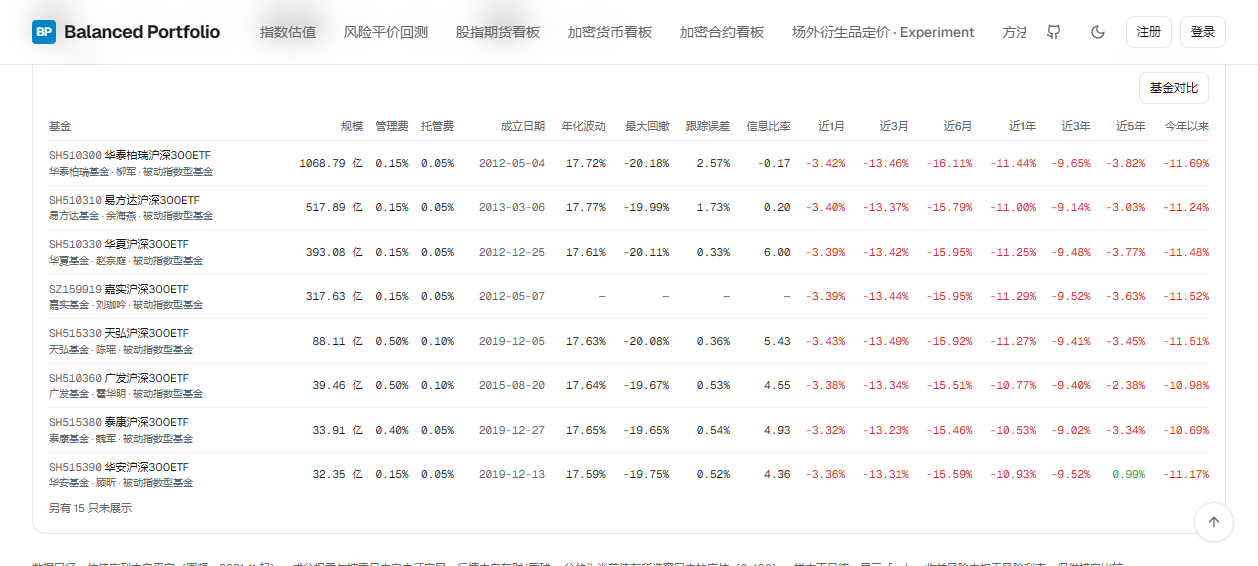 BP Balanced Portfolio 指数估值 风险平价回测 股指期货看板 加密货币看板 加密合约看板 场外衍生品定价 · Experiment 方法 注册 登录
基金对比
基金 规模 管理费 托管费 成立日期 年化波动 最大回撤 跟踪误差 信息比率 近1月 近3月 近6月 近1年 近3年 近5年 今年以来
SH510300 华泰柏瑞沪深300ETF
1068.79 亿 0.15% 0.05% 2012-05-04 17.72% -20.18% 2.57% -0.17 -3.42% -13.46% -16.11% -11.44% -9.65% -3.82% -11.69%
华泰柏瑞基金 · 柳军 · 被动指数型基金
SH510310 易方达沪深300ETF
517.89 亿 0.15% 0.05% 2013-03-06 17.77% -19.99% 1.73% 0.20 -3.40% -13.37% -15.79% -11.00% -9.14% -3.03% -11.24%
易方达基金 · 余海燕 · 被动指数型基金
SH510330 华夏沪深300ETF
393.08 亿 0.15% 0.05% 2012-12-25 17.61% -20.11% 0.33% 6.00 -3.39% -13.42% -15.95% -11.25% -9.48% -3.77% -11.48%
华夏基金 · 赵宗庭 · 被动指数型基金
SZ159919 嘉实沪深300ETF
317.63 亿 0.15% 0.05% 2012-05-07 — — — — -3.39% -13.44% -15.95% -11.29% -9.52% -3.63% -11.52%
嘉实基金 · 刘珈吟 · 被动指数型基金
SH515330 天弘沪深300ETF
88.11 亿 0.50% 0.10% 2019-12-05 17.63% -20.08% 0.36% 5.43 -3.43% -13.49% -15.92% -11.27% -9.41% -3.45% -11.51%
天弘基金 · 陈瑶 · 被动指数型基金
SH510360 广发沪深300ETF
39.46 亿 0.50% 0.10% 2015-08-20 17.64% -19.67% 0.53% 4.55 -3.38% -13.34% -15.51% -10.77% -9.40% -2.38% -10.98%
广发基金 · 霍华明 · 被动指数型基金
SH515380 泰康沪深300ETF
33.91 亿 0.40% 0.05% 2019-12-27 17.65% -19.65% 0.54% 4.93 -3.32% -13.23% -15.46% -10.53% -9.02% -3.34% -10.69%
泰康基金 · 魏军 · 被动指数型基金
SH515390 华安沪深300ETF
32.35 亿 0.15% 0.05% 2019-12-13 17.59% -19.75% 0.52% 4.36 -3.36% -13.31% -15.59% -10.93% -9.52% 0.99% -11.17%
华安基金 · 顾昕 · 被动指数型基金
另有 15 只未展示